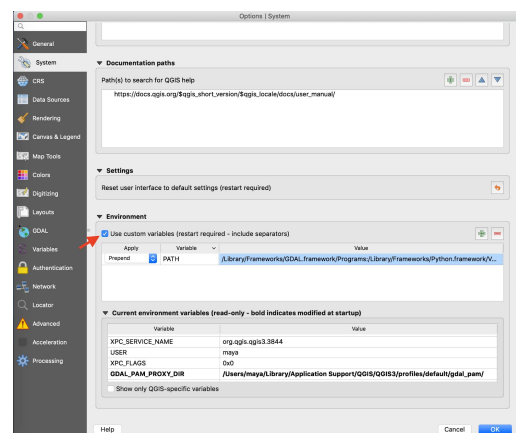 Options | System
General
System
CRS
Data Sources
Rendering
Canvas & Legend
Map Tools
Colors
Digitizing
Layouts
GDAL
Variables
Authentication
Network
Locator
Advanced
Acceleration
Processing
Documentation paths
Path(s) to search for QGIS help
https://docs.qgis.org/$qgis_short_version/$qgis_locale/docs/user_manual/
Settings
Reset user interface to default settings (restart required)
Environment
Use custom variables (restart required - include separators)
Apply Variable Value
Prepend PATH /Library/Frameworks/GDAL.framework/Programs:/Library/Frameworks/Python.framework/V...
Current environment variables (read-only - bold indicates modified at startup)
Variable Value
XPC_SERVICE_NAME org.qgis.qgis3.3844
USER maya
XPC_FLAGS 0x0
GDAL_PAM_PROXY_DIR /Users/maya/Library/Application Support/QGIS/QGIS3/profiles/default/gdal_pam/
Show only QGIS-specific variables
Help Cancel OK